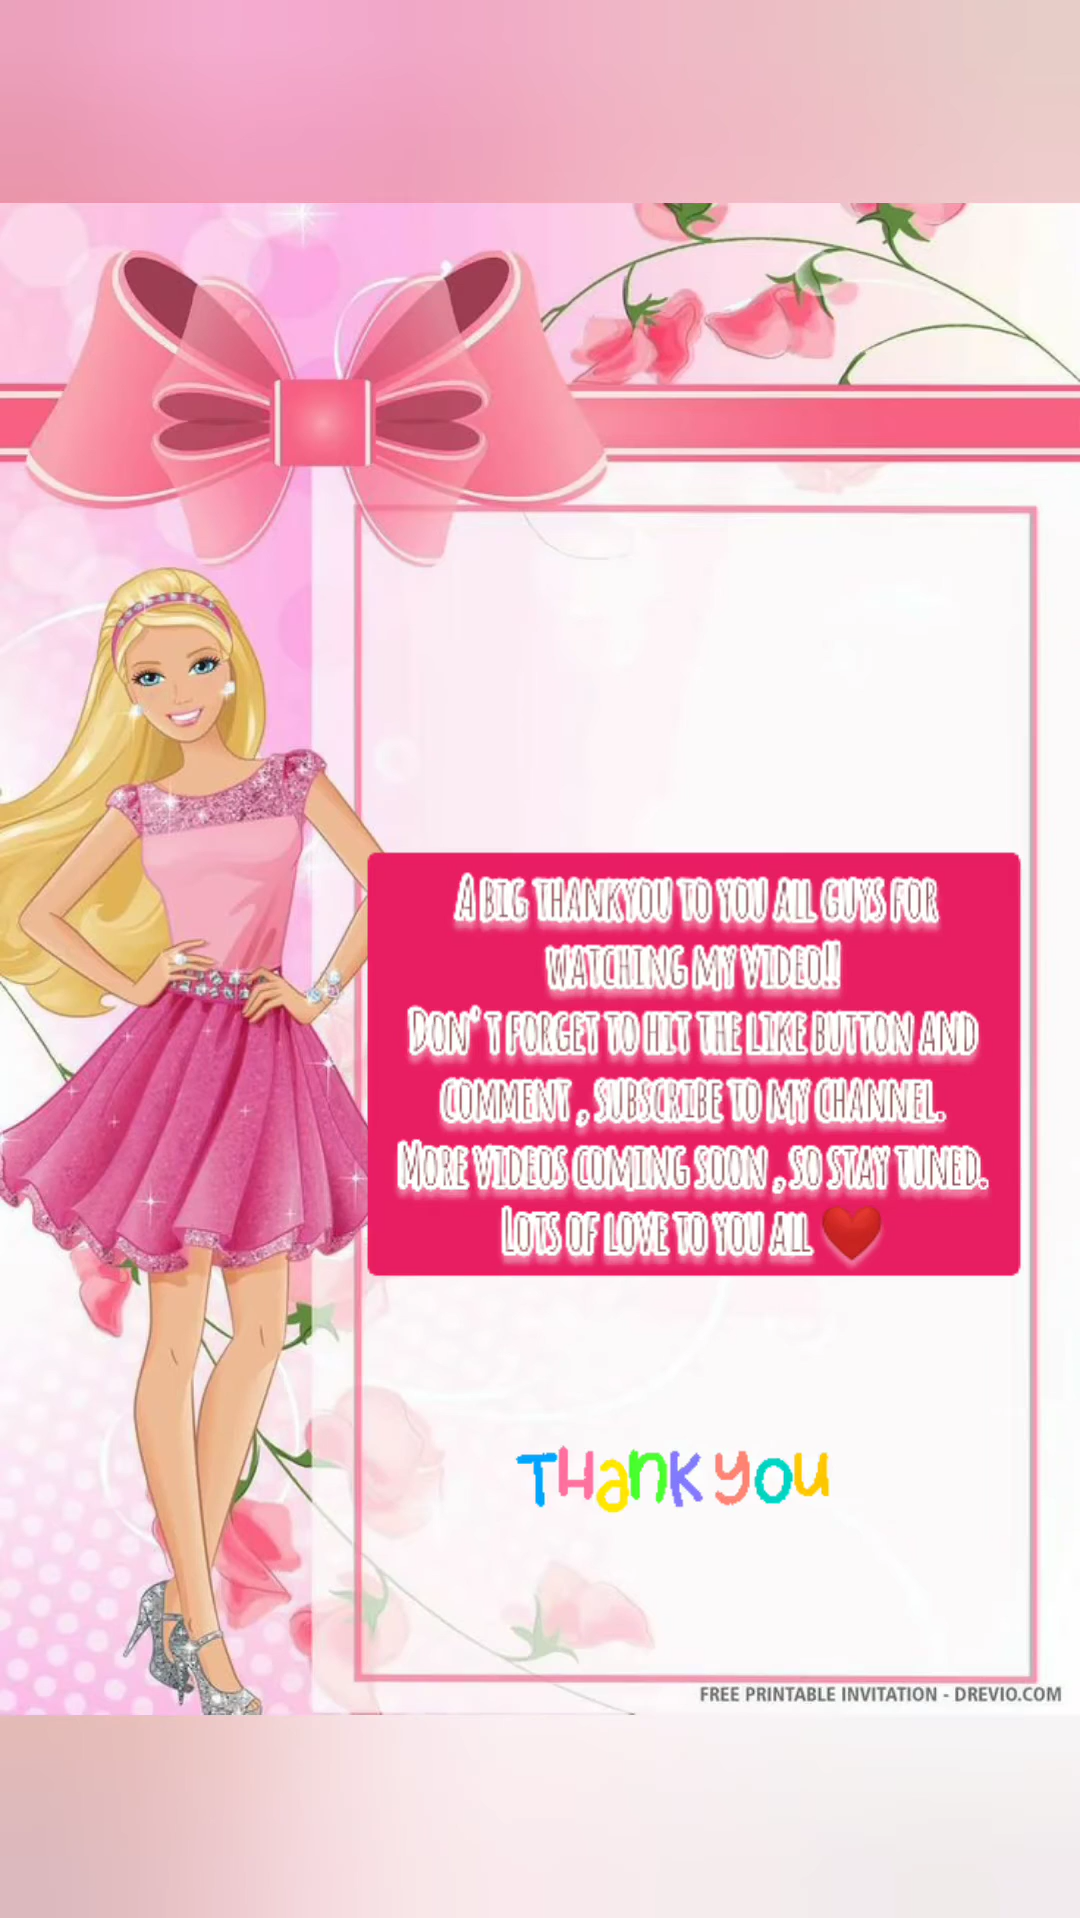 A big thankyou to you all guys for
watching my video!!
Don't forget to hit the like button and
comment , subscribe to my channel.
More videos coming soon , so stay tuned.
Lots of love to you all ❤️
Thank you
FREE PRINTABLE INVITATION - DREVIO.COM